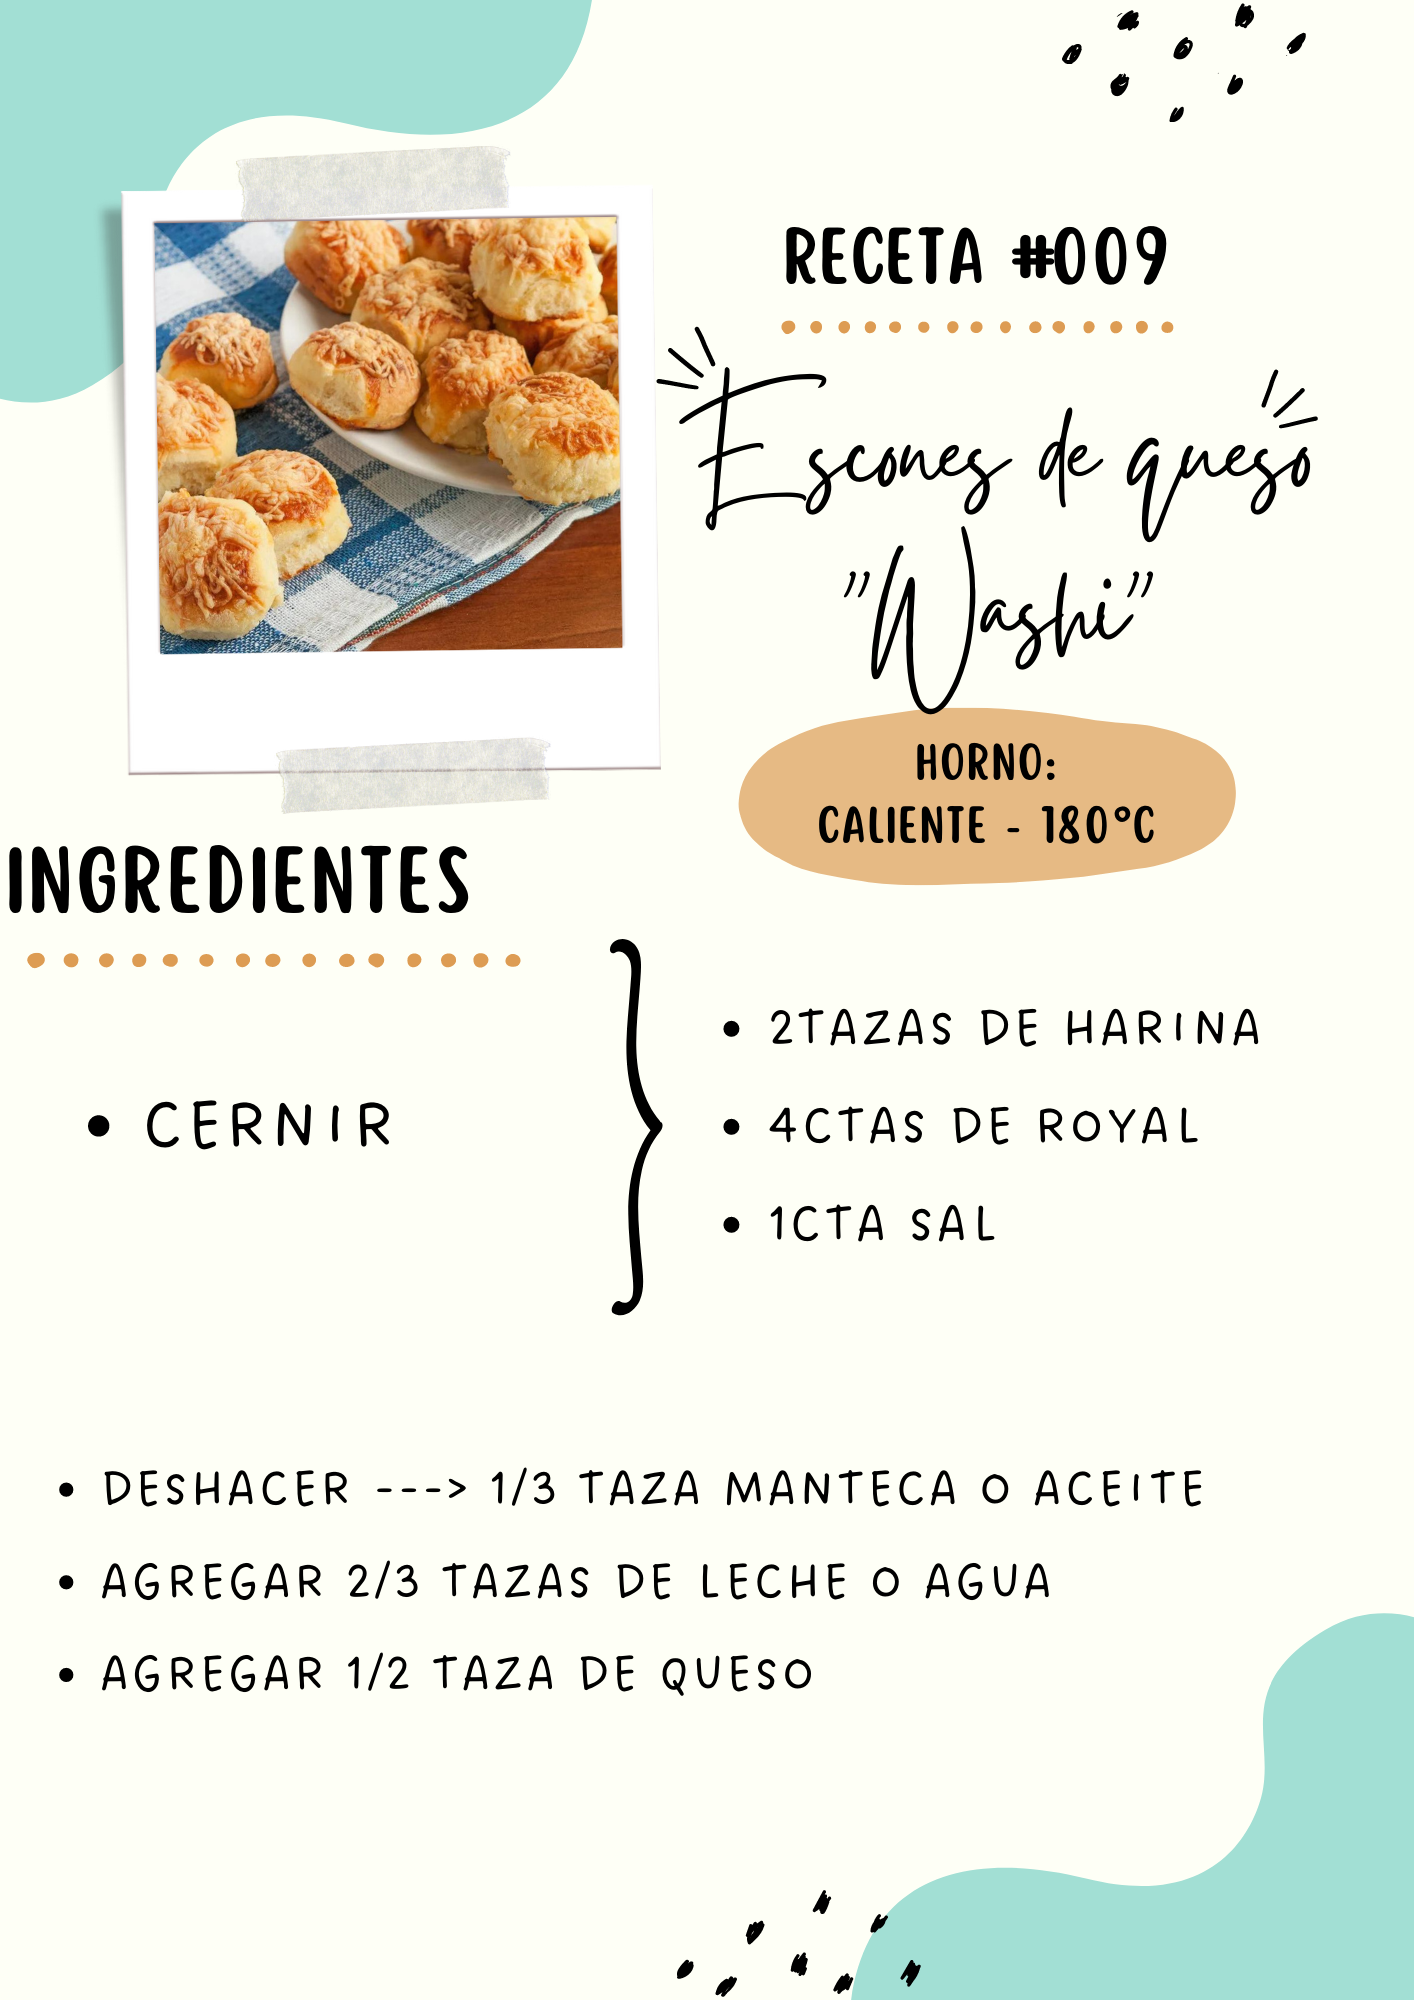 RECETA #009
Escones de queso
"Washi"
HORNO:
CALIENTE - 180°C
INGREDIENTES
• CERNIR
• 2TAZAS DE HARINA
• 4CTAS DE ROYAL
• 1CTA SAL
• DESHACER ---> 1/3 TAZA MANTECA O ACEITE
• AGREGAR 2/3 TAZAS DE LECHE O AGUA
• AGREGAR 1/2 TAZA DE QUESO